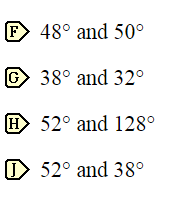 F 48° and 50°
G 38° and 32°
H 52° and 128°
J 52° and 38°